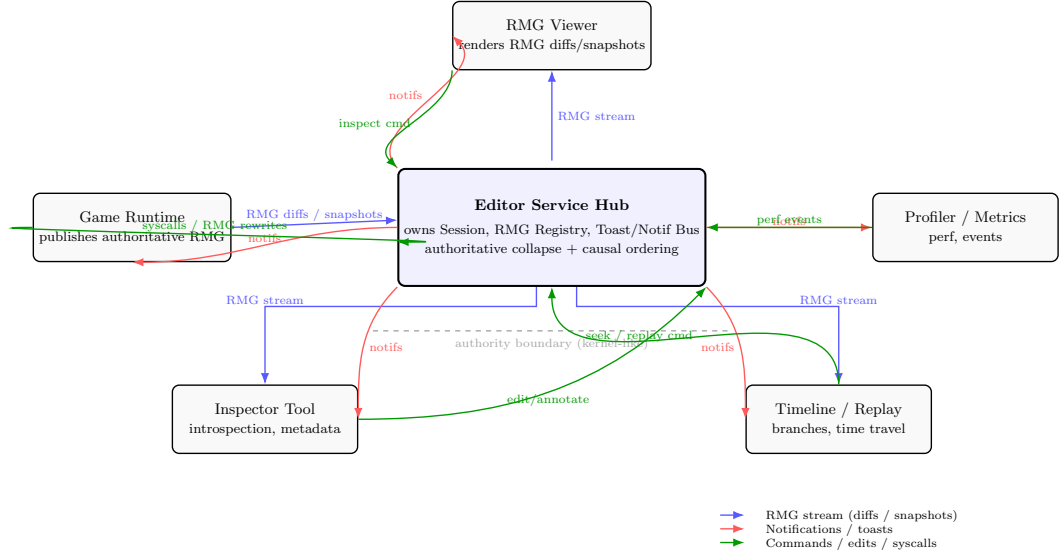 RMG Viewer
renders RMG diffs/snapshots
notifs
RMG stream
inspect cmd
Editor Service Hub
owns Session, RMG Registry, Toast/Notif Bus
authoritative collapse + causal ordering
Game Runtime
publishes authoritative RMG
RMG diffs / snapshots
syscalls / RMG rewrites
notifs
perf events
notifs
Profiler / Metrics
perf, events
RMG stream
RMG stream
seek / replay cmd
authority boundary (kernel-like)
notifs
notifs
edit/annotate
Inspector Tool
introspection, metadata
Timeline / Replay
branches, time travel
RMG stream (diffs / snapshots)
Notifications / toasts
Commands / edits / syscalls